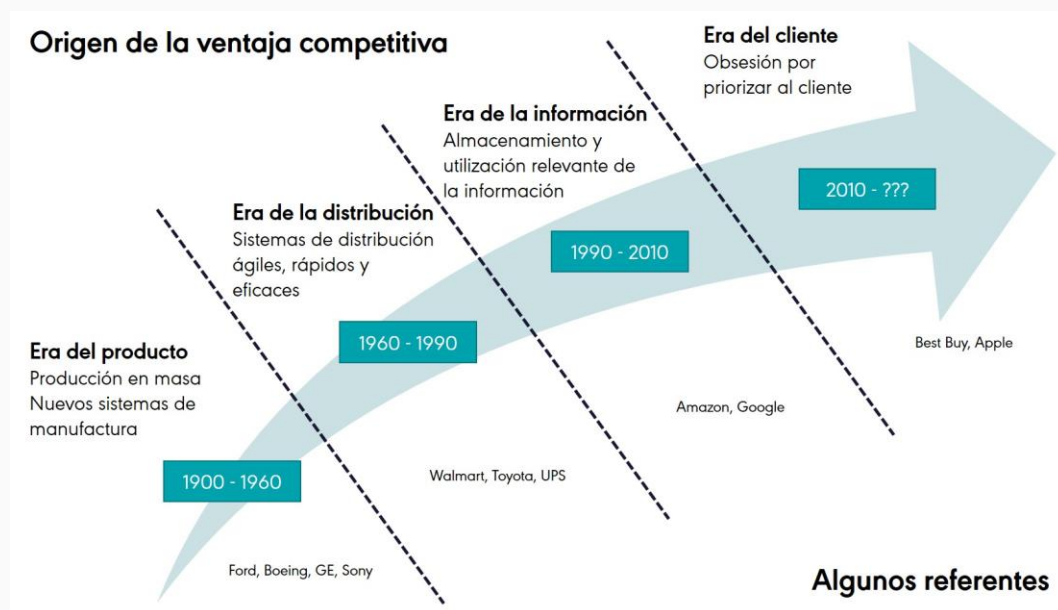 Origen de la ventaja competitiva
Era del producto
Producción en masa
Nuevos sistemas de
manufactura
1900 - 1960
Ford, Boeing, GE, Sony
Era de la distribución
Sistemas de distribución
ágiles, rápidos y
eficaces
1960 - 1990
Walmart, Toyota, UPS
Era de la información
Almacenamiento y
utilización relevante de
la información
1990 - 2010
Amazon, Google
Era del cliente
Obsesión por
priorizar al cliente
2010 - ???
Best Buy, Apple
Algunos referentes